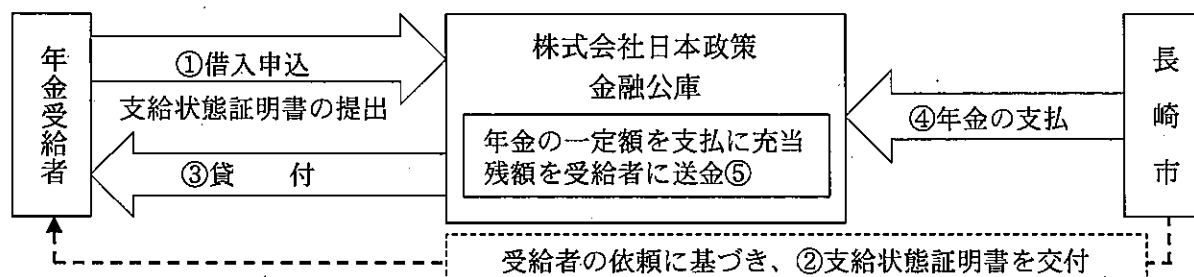 年金受給者
①借入申込
支給状態証明書の提出
③貸　　付
株式会社日本政策
金融公庫
年金の一定額を支払に充当
残額を受給者に送金⑤
④年金の支払
長崎市
受給者の依頼に基づき、②支給状態証明書を交付